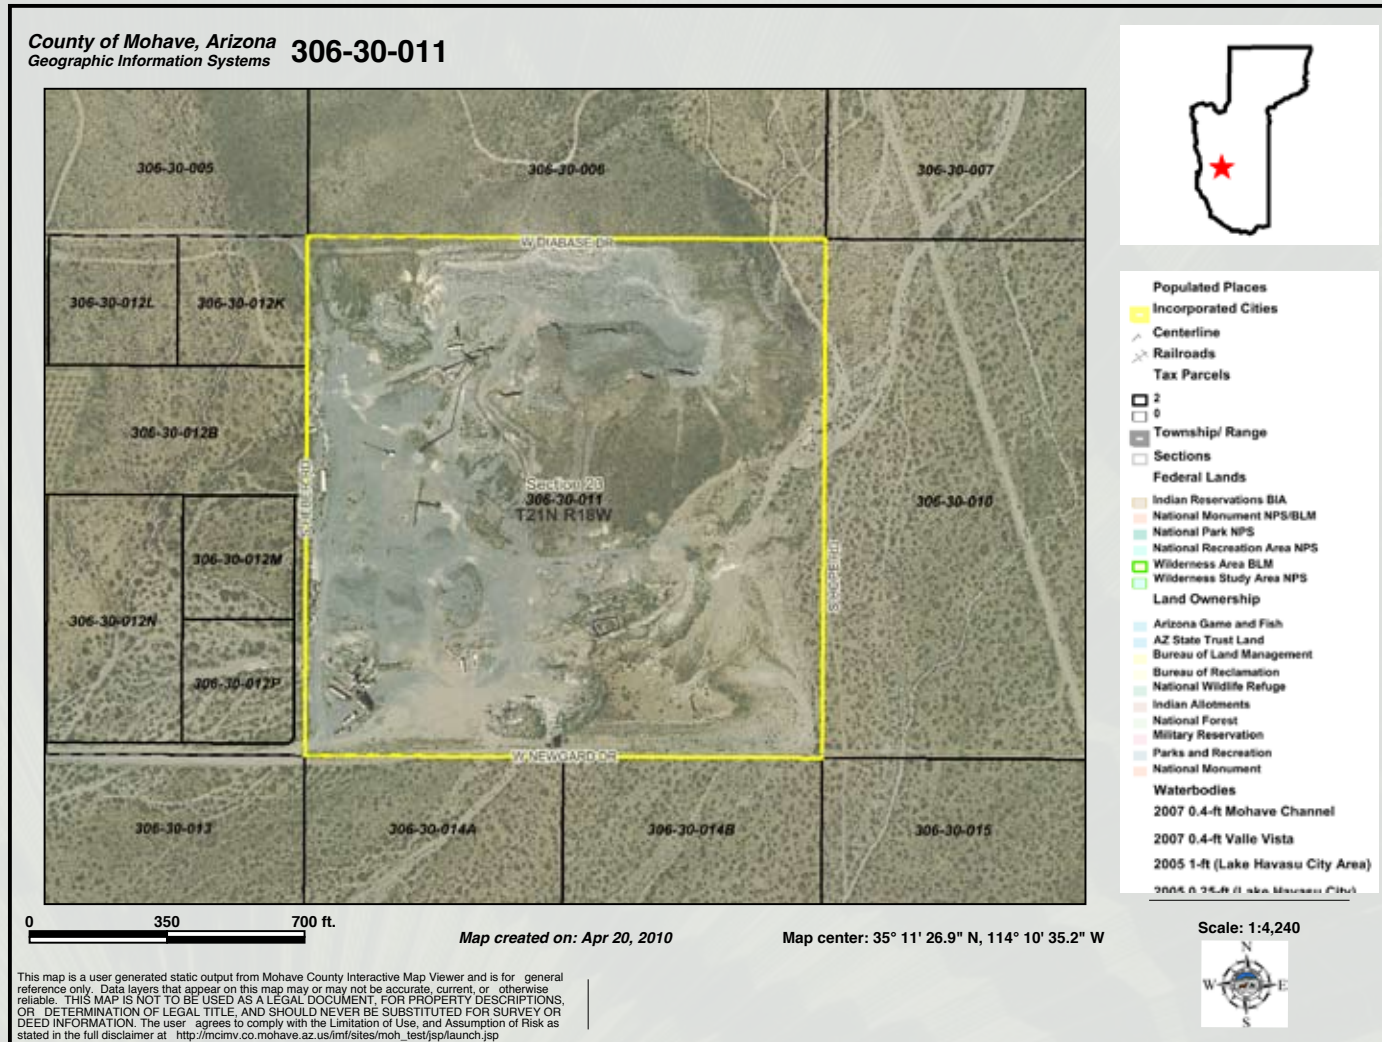 County of Mohave, Arizona
Geographic Information Systems
306-30-011
306-30-005
306-30-006
306-30-007
W DIABASE DR
306-30-012L
306-30-012K
306-30-012B
Section 23
306-30-011
T21N R18W
306-30-010
306-30-012M
306-30-012N
306-30-012P
S HOPE RD
W NEWGARD DR
306-30-013
306-30-014A
306-30-014B
306-30-015
Populated Places
Incorporated Cities
Centerline
Railroads
Tax Parcels
2
0
Township/ Range
Sections
Federal Lands
Indian Reservations BIA
National Monument NPS/BLM
National Park NPS
National Recreation Area NPS
Wilderness Area BLM
Wilderness Study Area NPS
Land Ownership
Arizona Game and Fish
AZ State Trust Land
Bureau of Land Management
Bureau of Reclamation
National Wildlife Refuge
Indian Allotments
National Forest
Military Reservation
Parks and Recreation
National Monument
Waterbodies
2007 0.4-ft Mohave Channel
2007 0.4-ft Valle Vista
2005 1-ft (Lake Havasu City Area)
2005 0.25-ft (Lake Havasu City)
0 350 700 ft.
Map created on: Apr 20, 2010
Map center: 35° 11' 26.9" N, 114° 10' 35.2" W
Scale: 1:4,240
N
W E
S
This map is a user generated static output from Mohave County Interactive Map Viewer and is for general
reference only. Data layers that appear on this map may or may not be accurate, current, or otherwise
reliable. THIS MAP IS NOT TO BE USED AS A LEGAL DOCUMENT, FOR PROPERTY DESCRIPTIONS,
OR DETERMINATION OF LEGAL TITLE, AND SHOULD NEVER BE SUBSTITUTED FOR SURVEY OR
DEED INFORMATION. The user agrees to comply with the Limitation of Use, and Assumption of Risk as
stated in the full disclaimer at http://mcimv.co.mohave.az.us/imf/sites/moh_test/jsp/launch.jsp